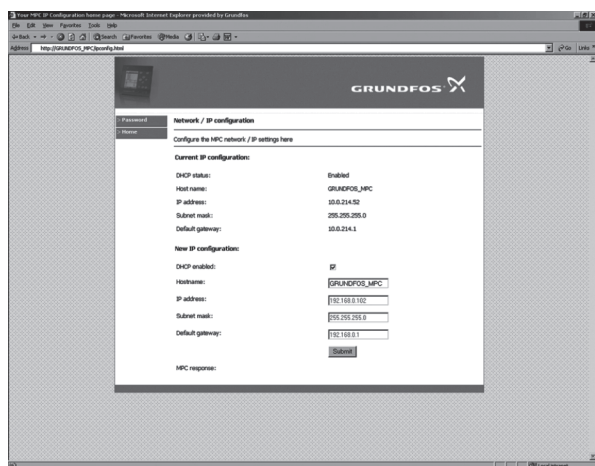 Your MPC IP Configuration home page - Microsoft Internet Explorer provided by Grundfos
File Edit View Favorites Tools Help
Back Search Favorites Media
Address http://GRUNDFOS_MPC/ipconfig.html Go Links
GRUNDFOS
> Password
> Home
Network / IP configuration
Configure the MPC network / IP settings here
Current IP configuration:
DHCP status: Enabled
Host name: GRUNDFOS_MPC
IP address: 10.0.214.52
Subnet mask: 255.255.255.0
Default gateway: 10.0.214.1
New IP configuration:
DHCP enabled:
Hostname: GRUNDFOS_MPC
IP address: 192.168.0.102
Subnet mask: 255.255.255.0
Default gateway: 192.168.0.1
Submit
MPC response: